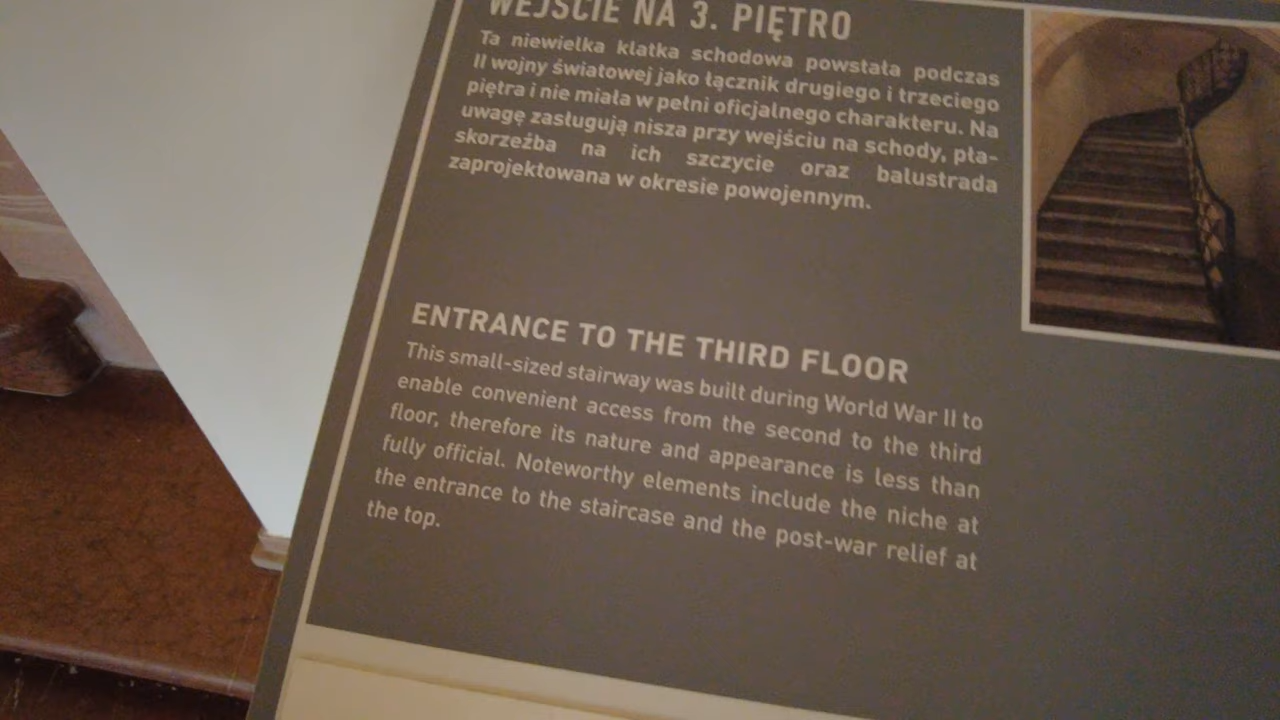 WEJŚCIE NA 3. PIĘTRO
Ta niewielka klatka schodowa powstała podczas
II wojny światowej jako łącznik drugiego i trzeciego
piętra i nie miała w pełni oficjalnego charakteru. Na
uwagę zasługują nisza przy wejściu na schody, pła-
skorzeźba na ich szczycie oraz balustrada
zaprojektowana w okresie powojennym.
ENTRANCE TO THE THIRD FLOOR
This small-sized stairway was built during World War II to
enable convenient access from the second to the third
floor, therefore its nature and appearance is less than
fully official. Noteworthy elements include the niche at
the entrance to the staircase and the post-war relief at
the top.